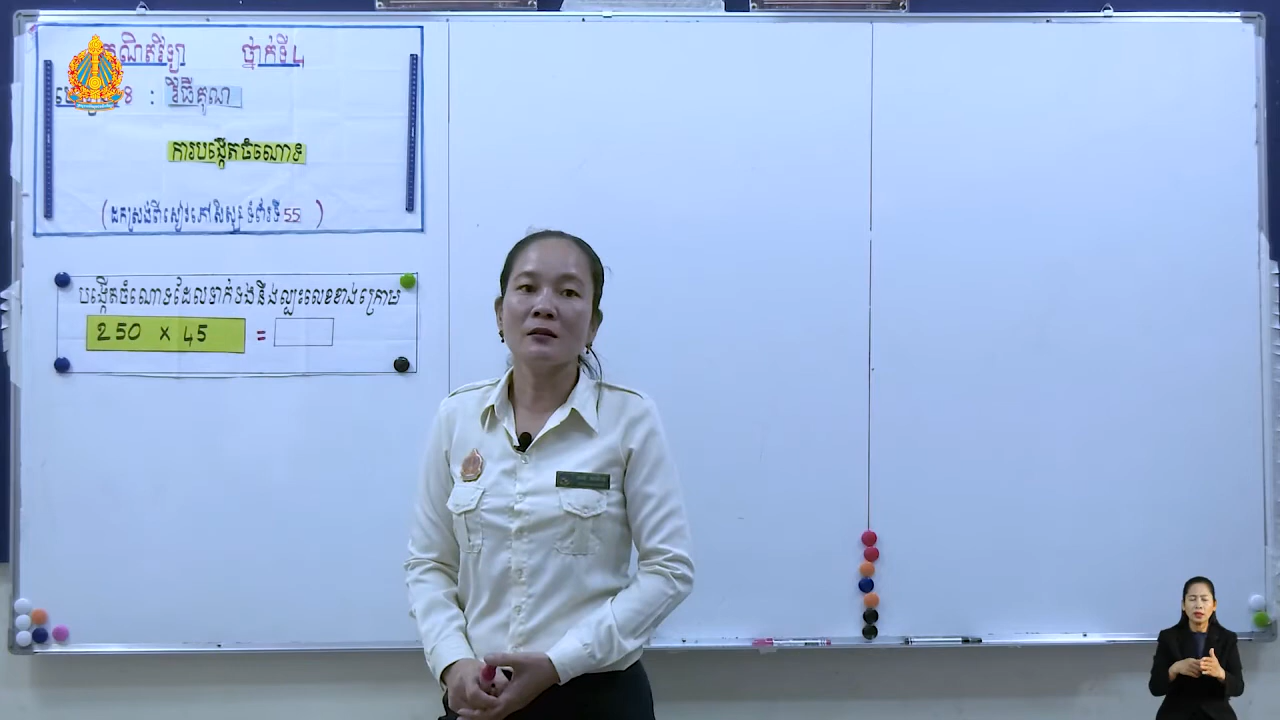 គណិតវិទ្យា ថ្នាក់ទី៤
: វិធីគុណ
ការបង្កើតចំណោទ
(ដកស្រង់ពីសៀវភៅសិស្ស ទំព័រទី 55 )
បង្កើតចំណោទដែលទាក់ទងនឹងល្បះលេខខាងក្រោម
250 × 45 =